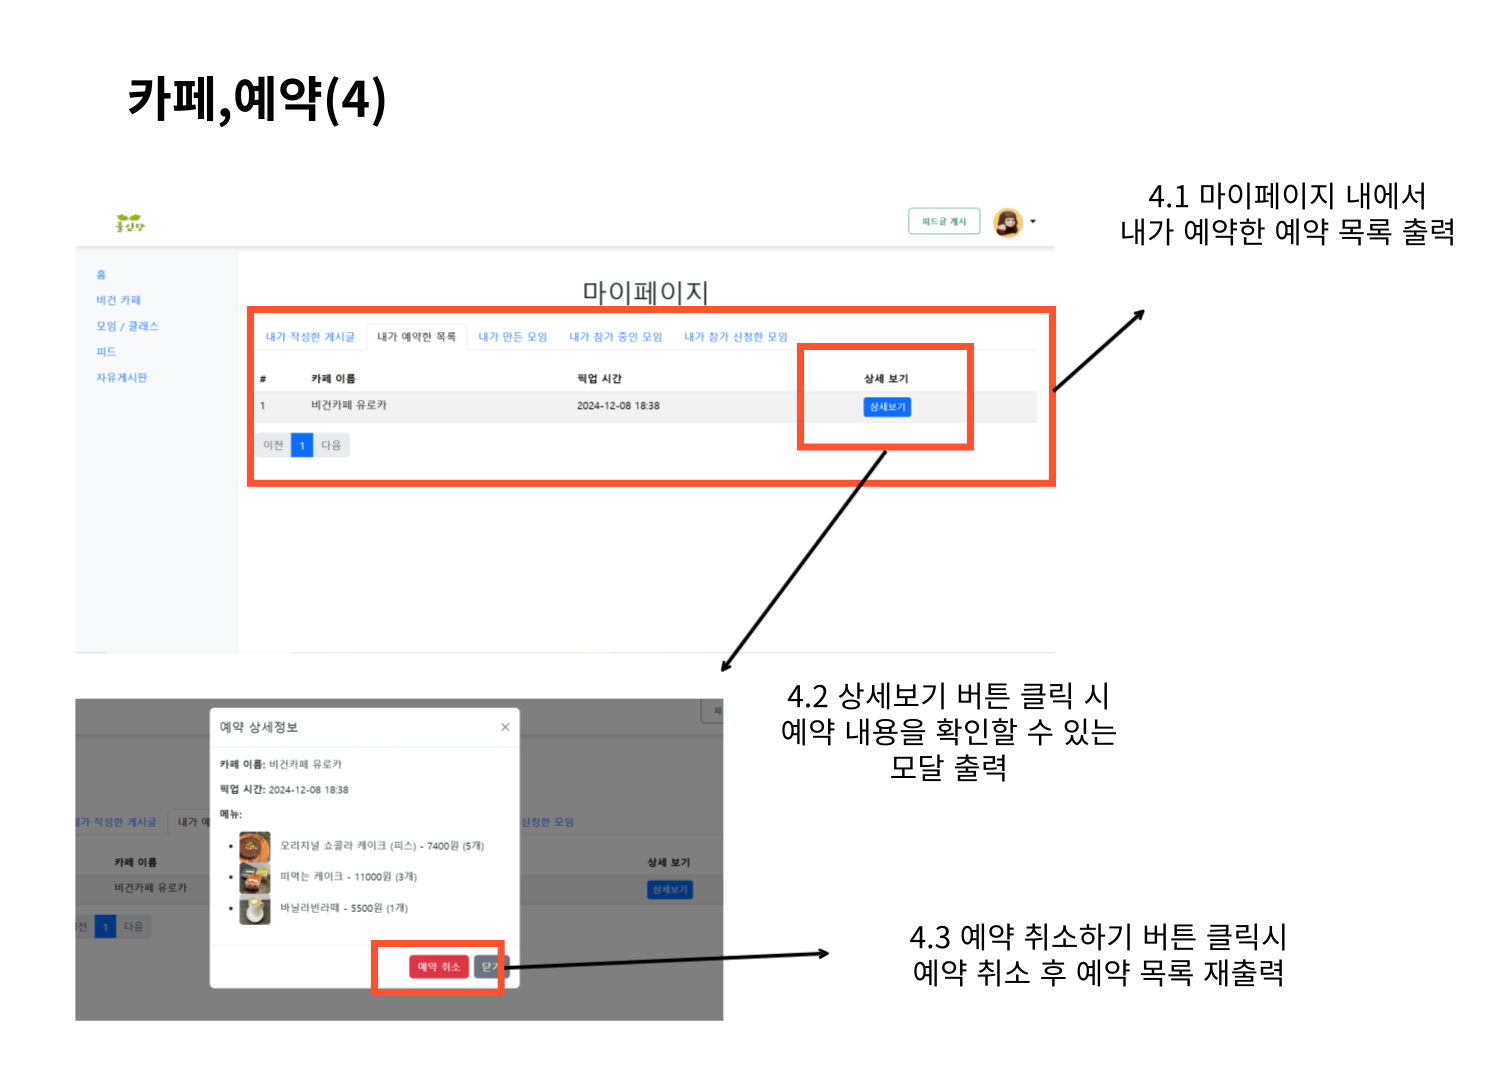 카페,예약(4)
4.1 마이페이지 내에서
내가 예약한 예약 목록 출력
풀입망
피드글 게시
홈
비건 카페
모임 / 클래스
피드
자유게시판
마이페이지
내가 작성한 게시글 내가 예약한 목록 내가 만든 모임 내가 참가 중인 모임 내가 참가 신청한 모임
# 카페 이름 픽업 시간 상세 보기
1 비건카페 유로카 2024-12-08 18:38 상세보기
이전 1 다음
4.2 상세보기 버튼 클릭 시
예약 내용을 확인할 수 있는
모달 출력
예약 상세정보 ×
카페 이름: 비건카페 유로카
픽업 시간: 2024-12-08 18:38
메뉴:
오리지널 쇼콜라 케이크 (피스) - 7400원 (5개)
떠먹는 케이크 - 11000원 (3개)
바닐라빈라떼 - 5500원 (1개)
예약 취소
가 작성한 게시글 내가 예 신청한 모임
카페 이름 상세 보기
비건카페 유로카 상세보기
전 1 다음
4.3 예약 취소하기 버튼 클릭시
예약 취소 후 예약 목록 재출력